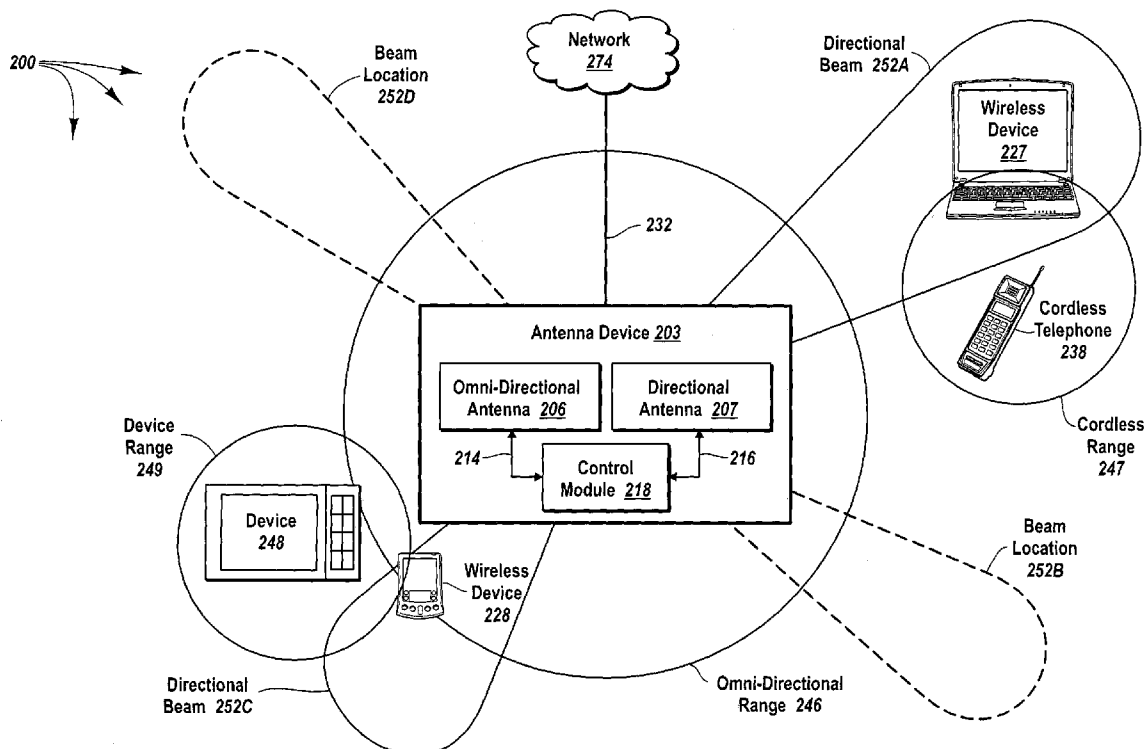 200
Beam
Location
252D
Network
274
Directional
Beam 252A
Wireless
Device
227
232
Antenna Device 203
Omni-Directional
Antenna 206
Directional
Antenna 207
214
216
Control
Module 218
Cordless
Telephone
238
Cordless
Range
247
Device
Range
249
Device
248
Wireless
Device
228
Beam
Location
252B
Directional
Beam 252C
Omni-Directional
Range 246